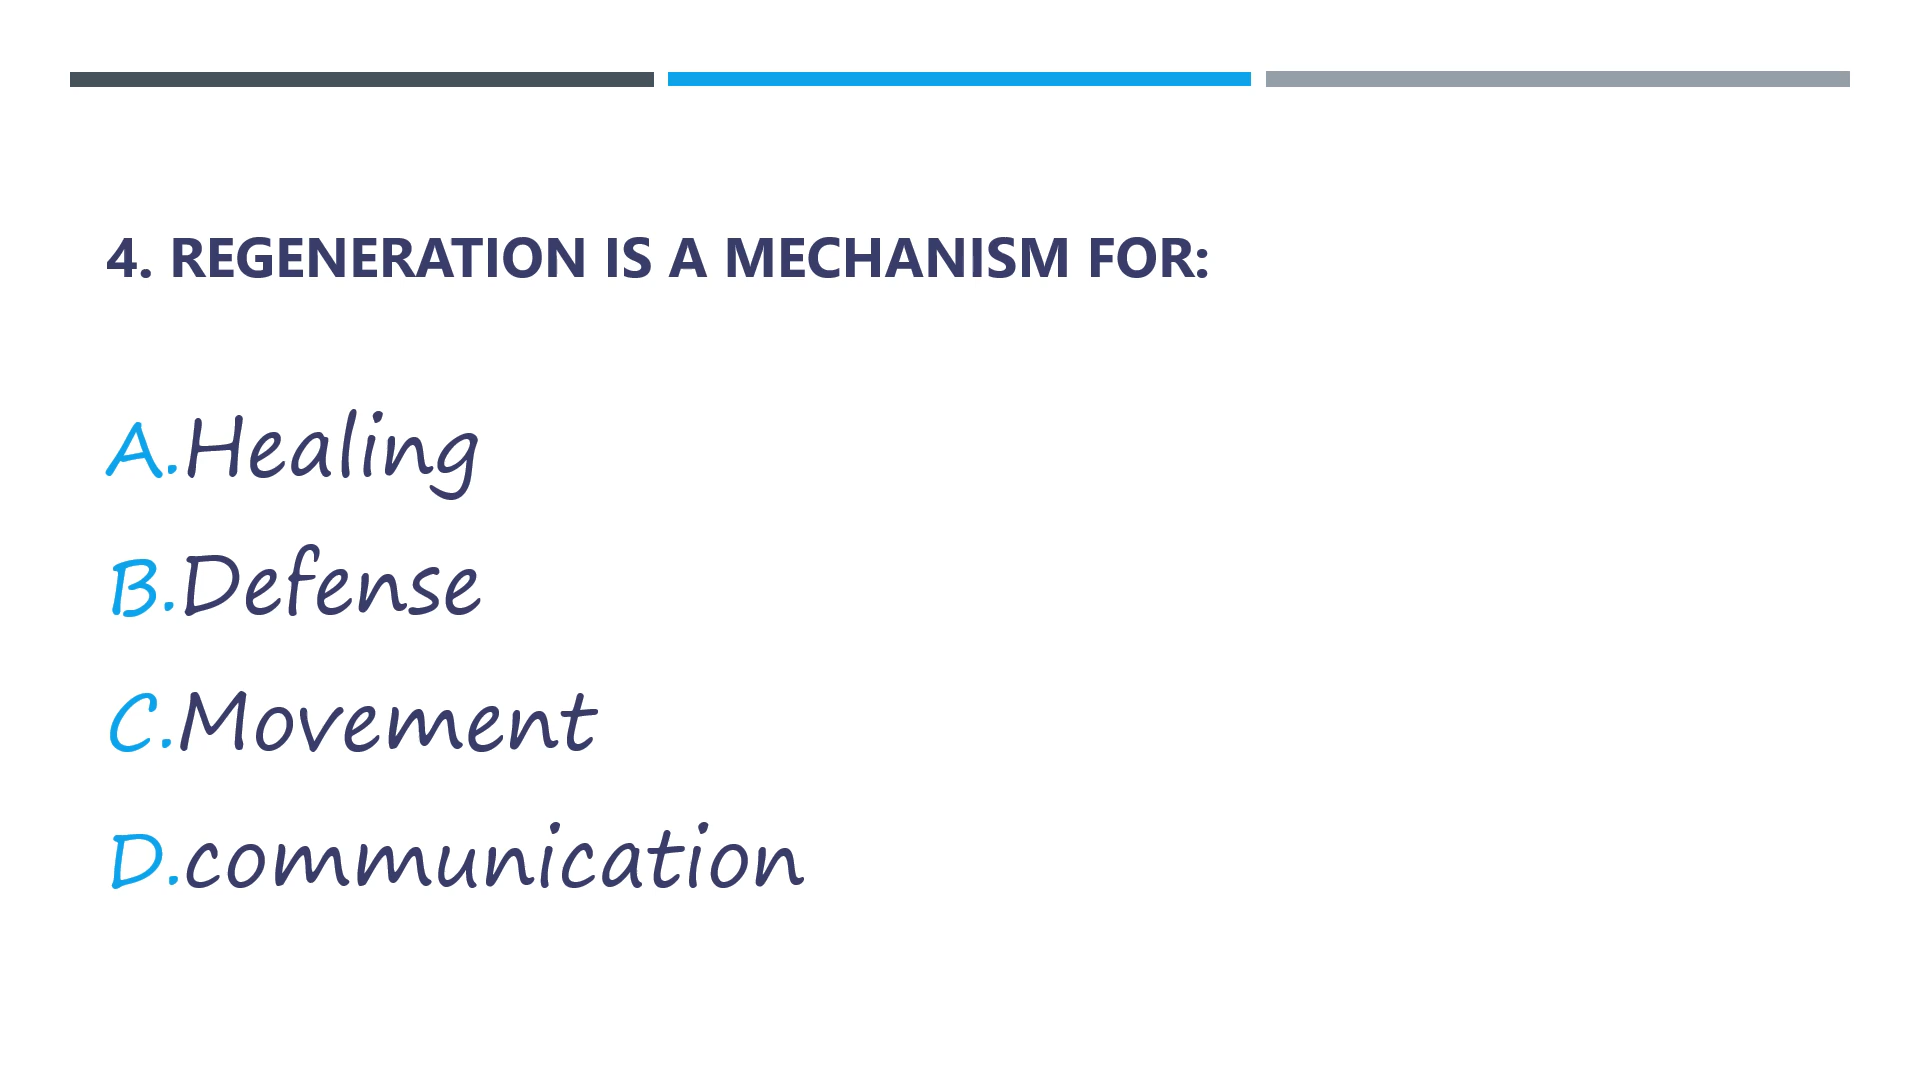 4. REGENERATION IS A MECHANISM FOR:
A.Healing
B.Defense
C.Movement
D.communication